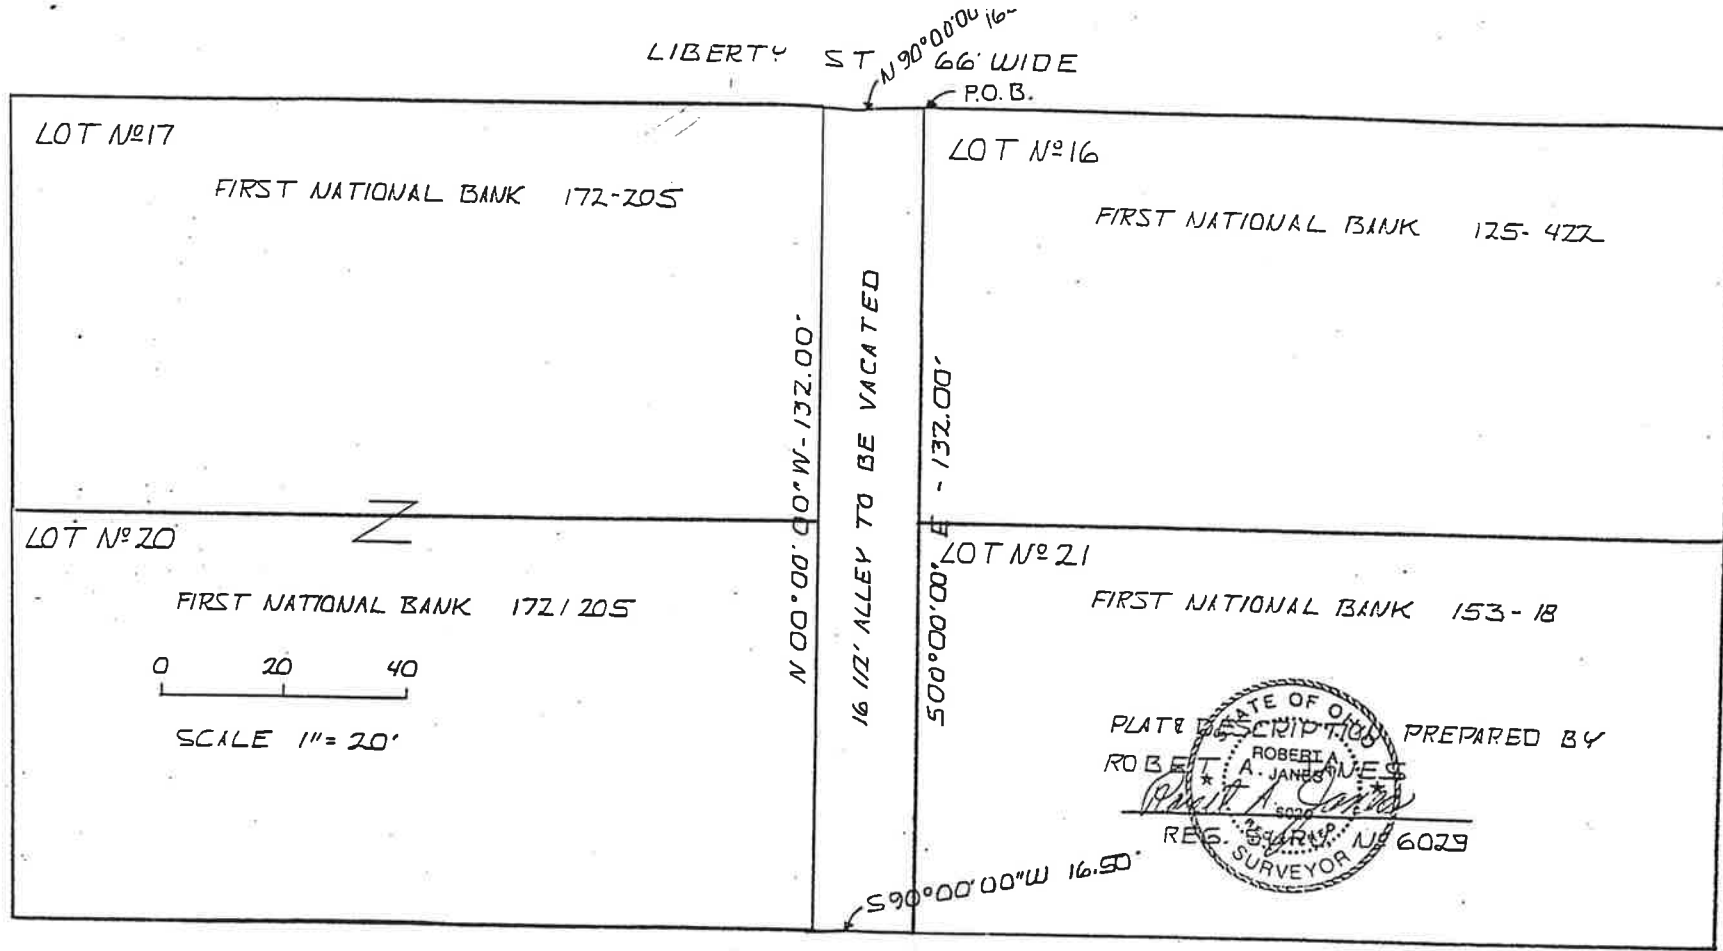 N 90°00'00 16
LIBERTY ST 66' WIDE
P.O.B.
LOT Nº17
FIRST NATIONAL BANK 172-205
LOT Nº16
FIRST NATIONAL BANK 125-422
N 00°00'00"W-132.00'
16 1/2' ALLEY TO BE VACATED
S00°00'00" E - 132.00'
LOT Nº20
FIRST NATIONAL BANK 172/205
0 20 40
SCALE 1"=20'
LOT Nº21
FIRST NATIONAL BANK 153-18
PLAT & DESCRIPTION PREPARED BY
ROBET A. JANES
Robert A. Janes
REG. SURV Nº 6029
STATE OF OHIO
ROBERT A.
JANES
6029
REGISTERED
SURVEYOR
S90°00'00"W 16.50'